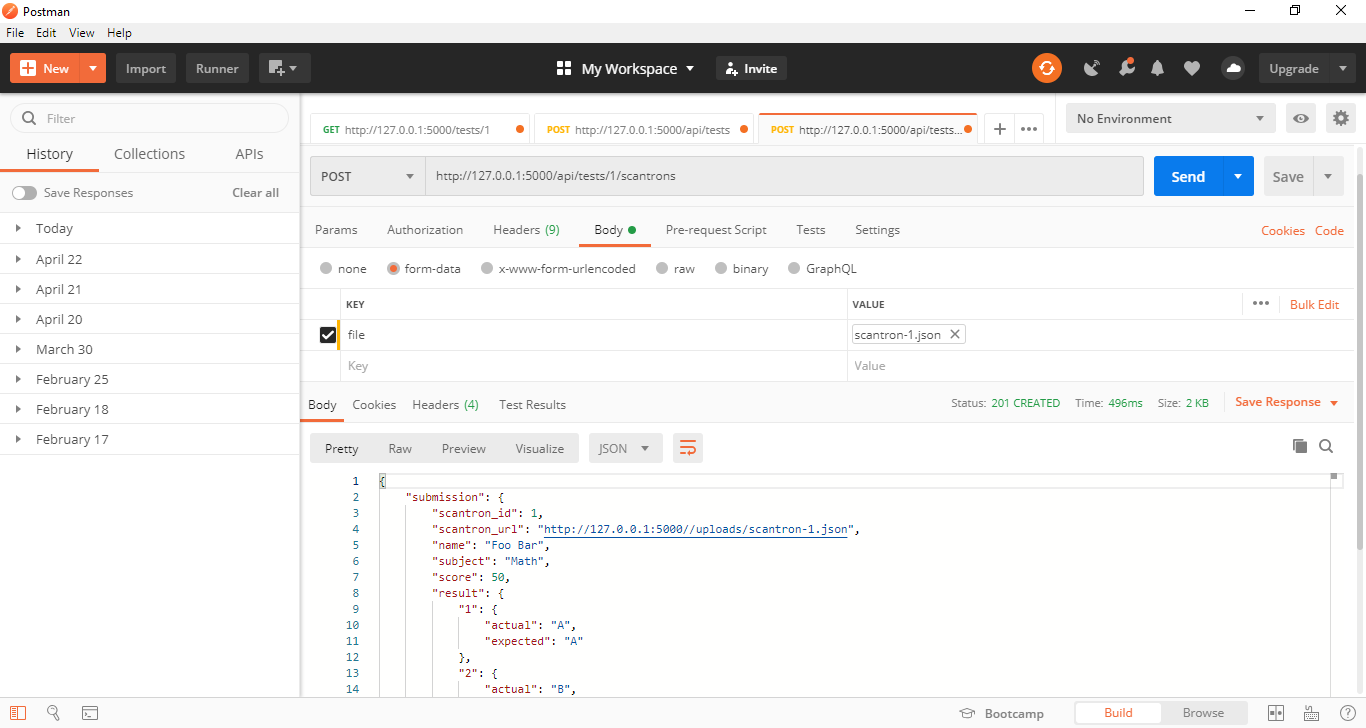 Postman
File Edit View Help
New Import Runner My Workspace Invite Upgrade
Filter
History Collections APIs
Save Responses Clear all
Today
April 22
April 21
April 20
March 30
February 25
February 18
February 17
GET http://127.0.0.1:5000/tests/1 POST http://127.0.0.1:5000/api/tests POST http://127.0.0.1:5000/api/tests... No Environment
POST http://127.0.0.1:5000/api/tests/1/scantrons Send Save
Params Authorization Headers (9) Body Pre-request Script Tests Settings Cookies Code
none form-data x-www-form-urlencoded raw binary GraphQL
KEY VALUE Bulk Edit
file scantron-1.json
Key Value
Body Cookies Headers (4) Test Results Status: 201 CREATED Time: 496ms Size: 2 KB Save Response
Pretty Raw Preview Visualize JSON
1 {
2 "submission": {
3 "scantron_id": 1,
4 "scantron_url": "http://127.0.0.1:5000//uploads/scantron-1.json",
5 "name": "Foo Bar",
6 "subject": "Math",
7 "score": 50,
8 "result": {
9 "1": {
10 "actual": "A",
11 "expected": "A"
12 },
13 "2": {
14 "actual": "B",
Bootcamp Build Browse